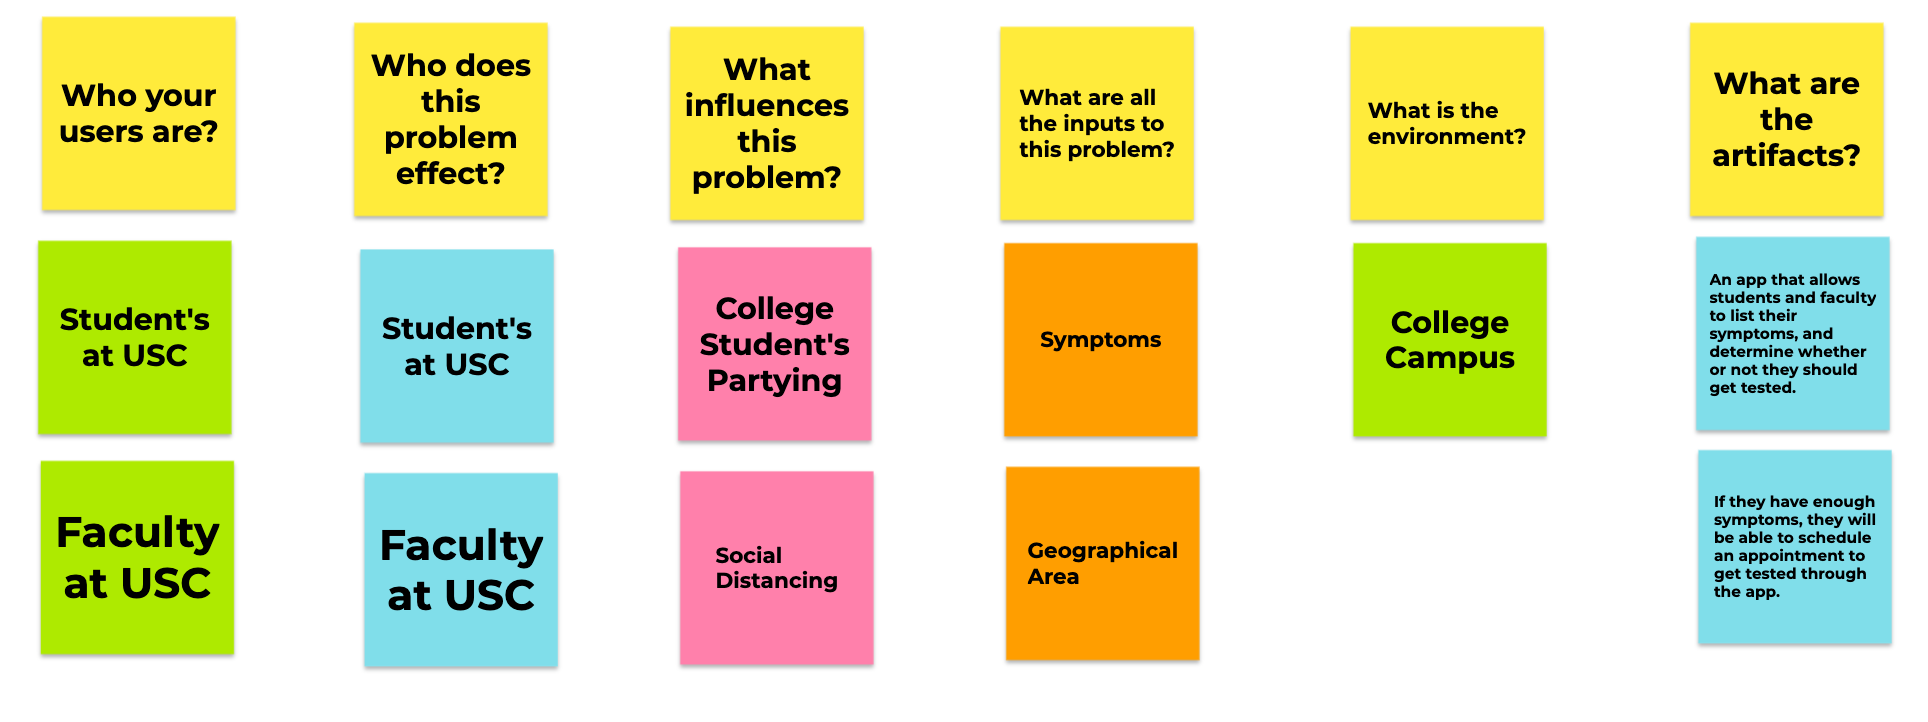 Who your
users are?
Who does
this
problem
effect?
What
influences
this
problem?
What are all
the inputs to
this problem?
What is the
environment?
What are
the
artifacts?
Student's
at USC
Student's
at USC
College
Student's
Partying
Symptoms
College
Campus
An app that allows
students and faculty
to list their
symptoms, and
determine whether
or not they should
get tested.
Faculty
at USC
Faculty
at USC
Social
Distancing
Geographical
Area
If they have enough
symptoms, they will
be able to schedule
an appointment to
get tested through
the app.